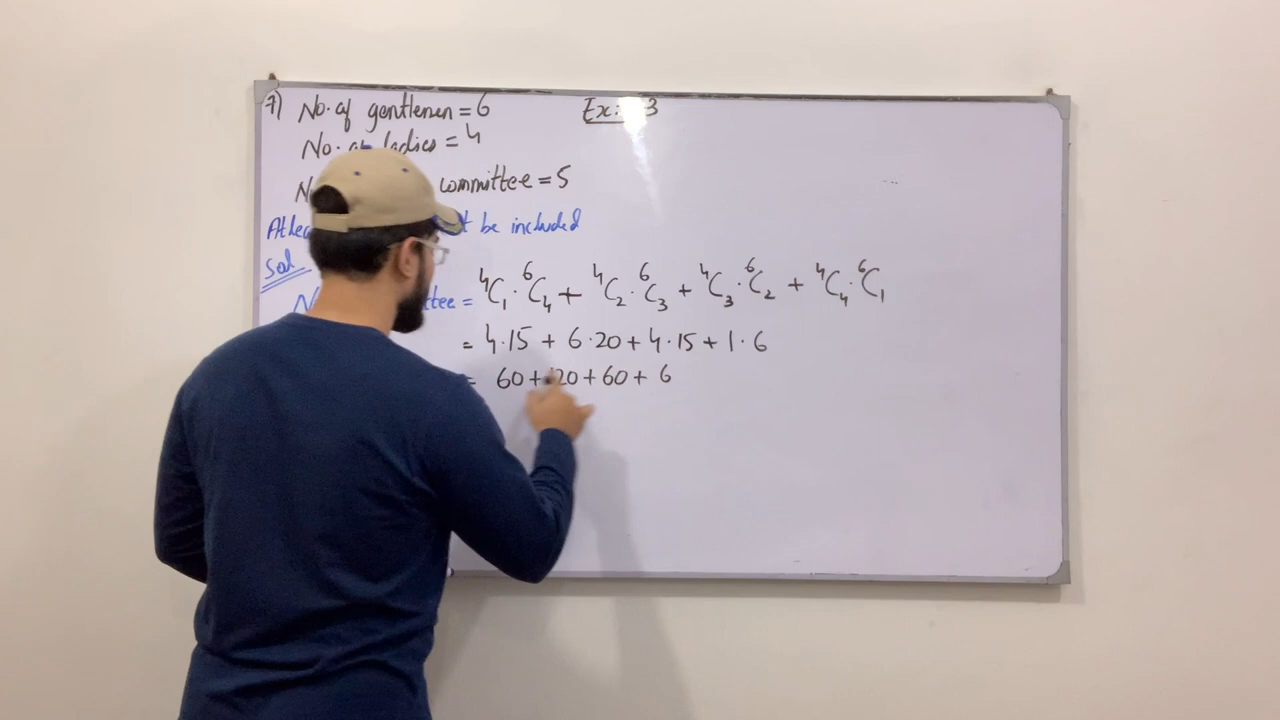 7) No. of gentlemen = 6
Ex: 3
No. of ladies = 4
committee = 5
be included
Sol
= ⁴C₁ · ⁶C₄ + ⁴C₂ · ⁶C₃ + ⁴C₃ · ⁶C₂ + ⁴C₄ · ⁶C₁
= 4·15 + 6·20 + 4·15 + 1·6
= 60 + 20 + 60 + 6